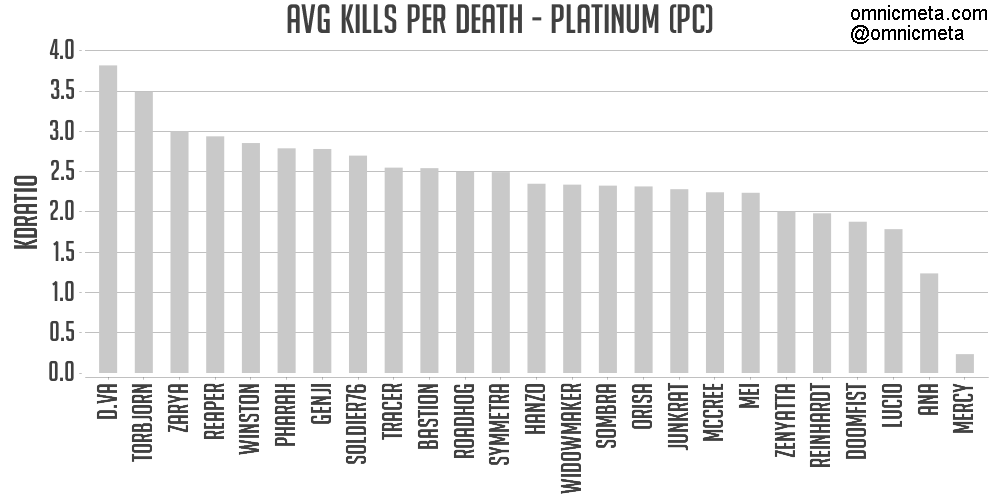 AVG KILLS PER DEATH - PLATINUM (PC)
omnicmeta.com
@omnicmeta
KDRATIO
4.0
3.5
3.0
2.5
2.0
1.5
1.0
0.5
0.0
D.VA
TORBJORN
ZARYA
REAPER
WINSTON
PHARAH
GENJI
SOLDIER76
TRACER
BASTION
ROADHOG
SYMMETRA
HANZO
WIDOWMAKER
SOMBRA
ORISA
JUNKRAT
MCCREE
MEI
ZENYATTA
REINHARDT
DOOMFIST
LUCIO
ANA
MERCY